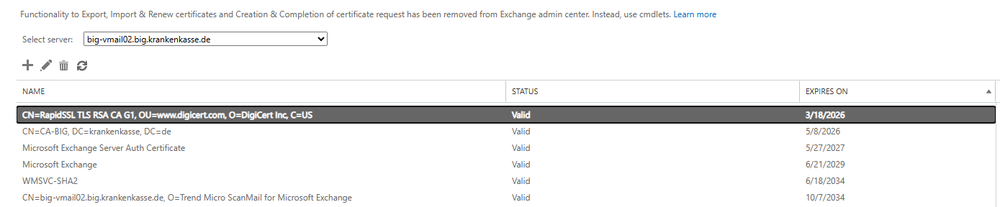 Functionality to Export, Import & Renew certificates and Creation & Completion of certificate request has been removed from Exchange admin center. Instead, use cmdlets. Learn more
Select server: big-vmail02.big.krankenkasse.de
NAME STATUS EXPIRES ON
CN=RapidSSL TLS RSA CA G1, OU=www.digicert.com, O=DigiCert Inc, C=US Valid 3/18/2026
CN=CA-BIG, DC=krankenkasse, DC=de Valid 5/8/2026
Microsoft Exchange Server Auth Certificate Valid 5/27/2027
Microsoft Exchange Valid 6/21/2029
WMSVC-SHA2 Valid 6/18/2034
CN=big-vmail02.big.krankenkasse.de, O=Trend Micro ScanMail for Microsoft Exchange Valid 10/7/2034